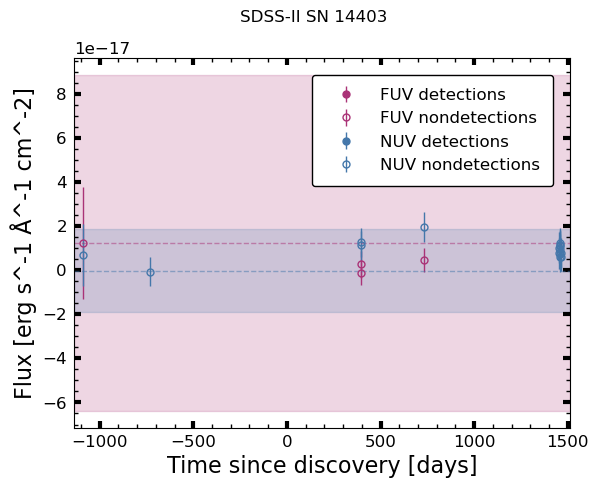 SDSS-II SN 14403
1e−17
FUV detections
FUV nondetections
NUV detections
NUV nondetections
8
6
4
2
0
−2
−4
−6
Flux [erg s^-1 Å^-1 cm^-2]
−1000 −500 0 500 1000 1500
Time since discovery [days]